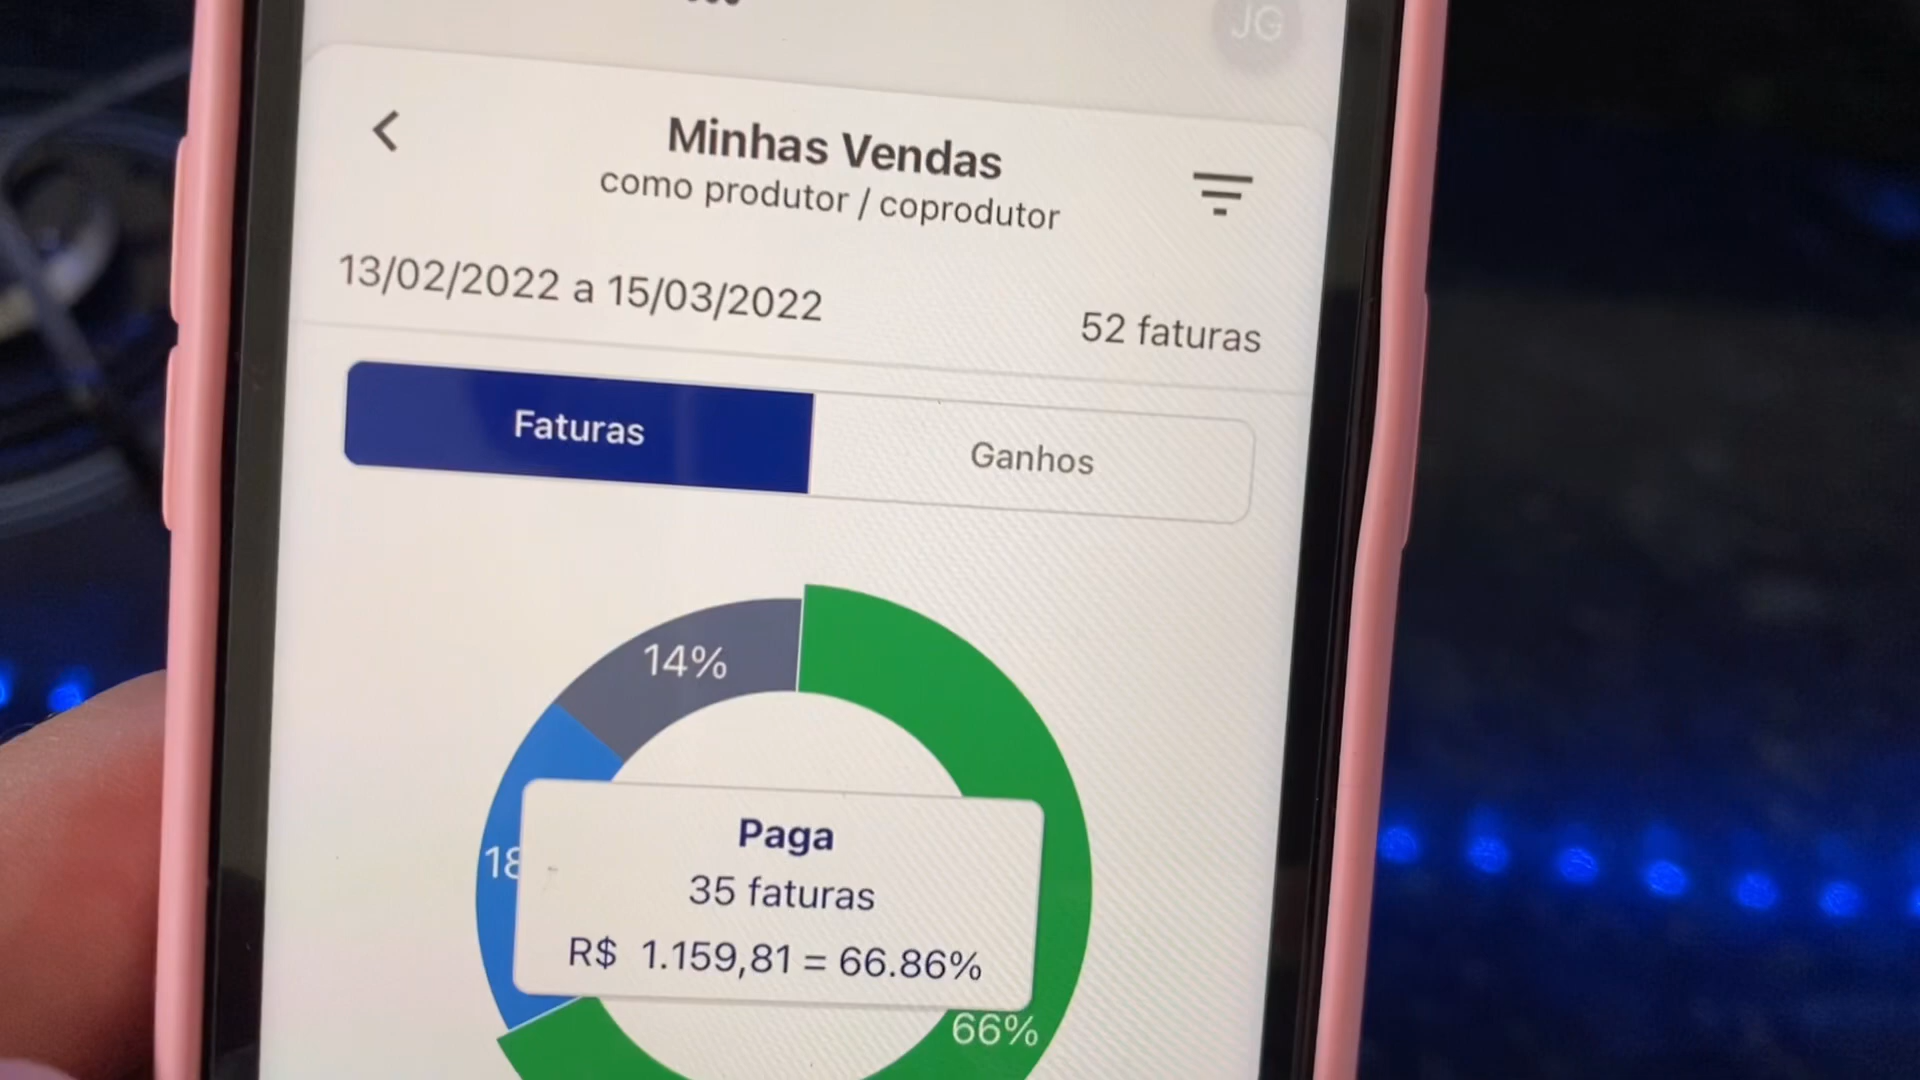 JG
Minhas Vendas
como produtor / coprodutor
13/02/2022 a 15/03/2022
52 faturas
Faturas
Ganhos
14%
18
Paga
35 faturas
R$ 1.159,81 = 66.86%
66%